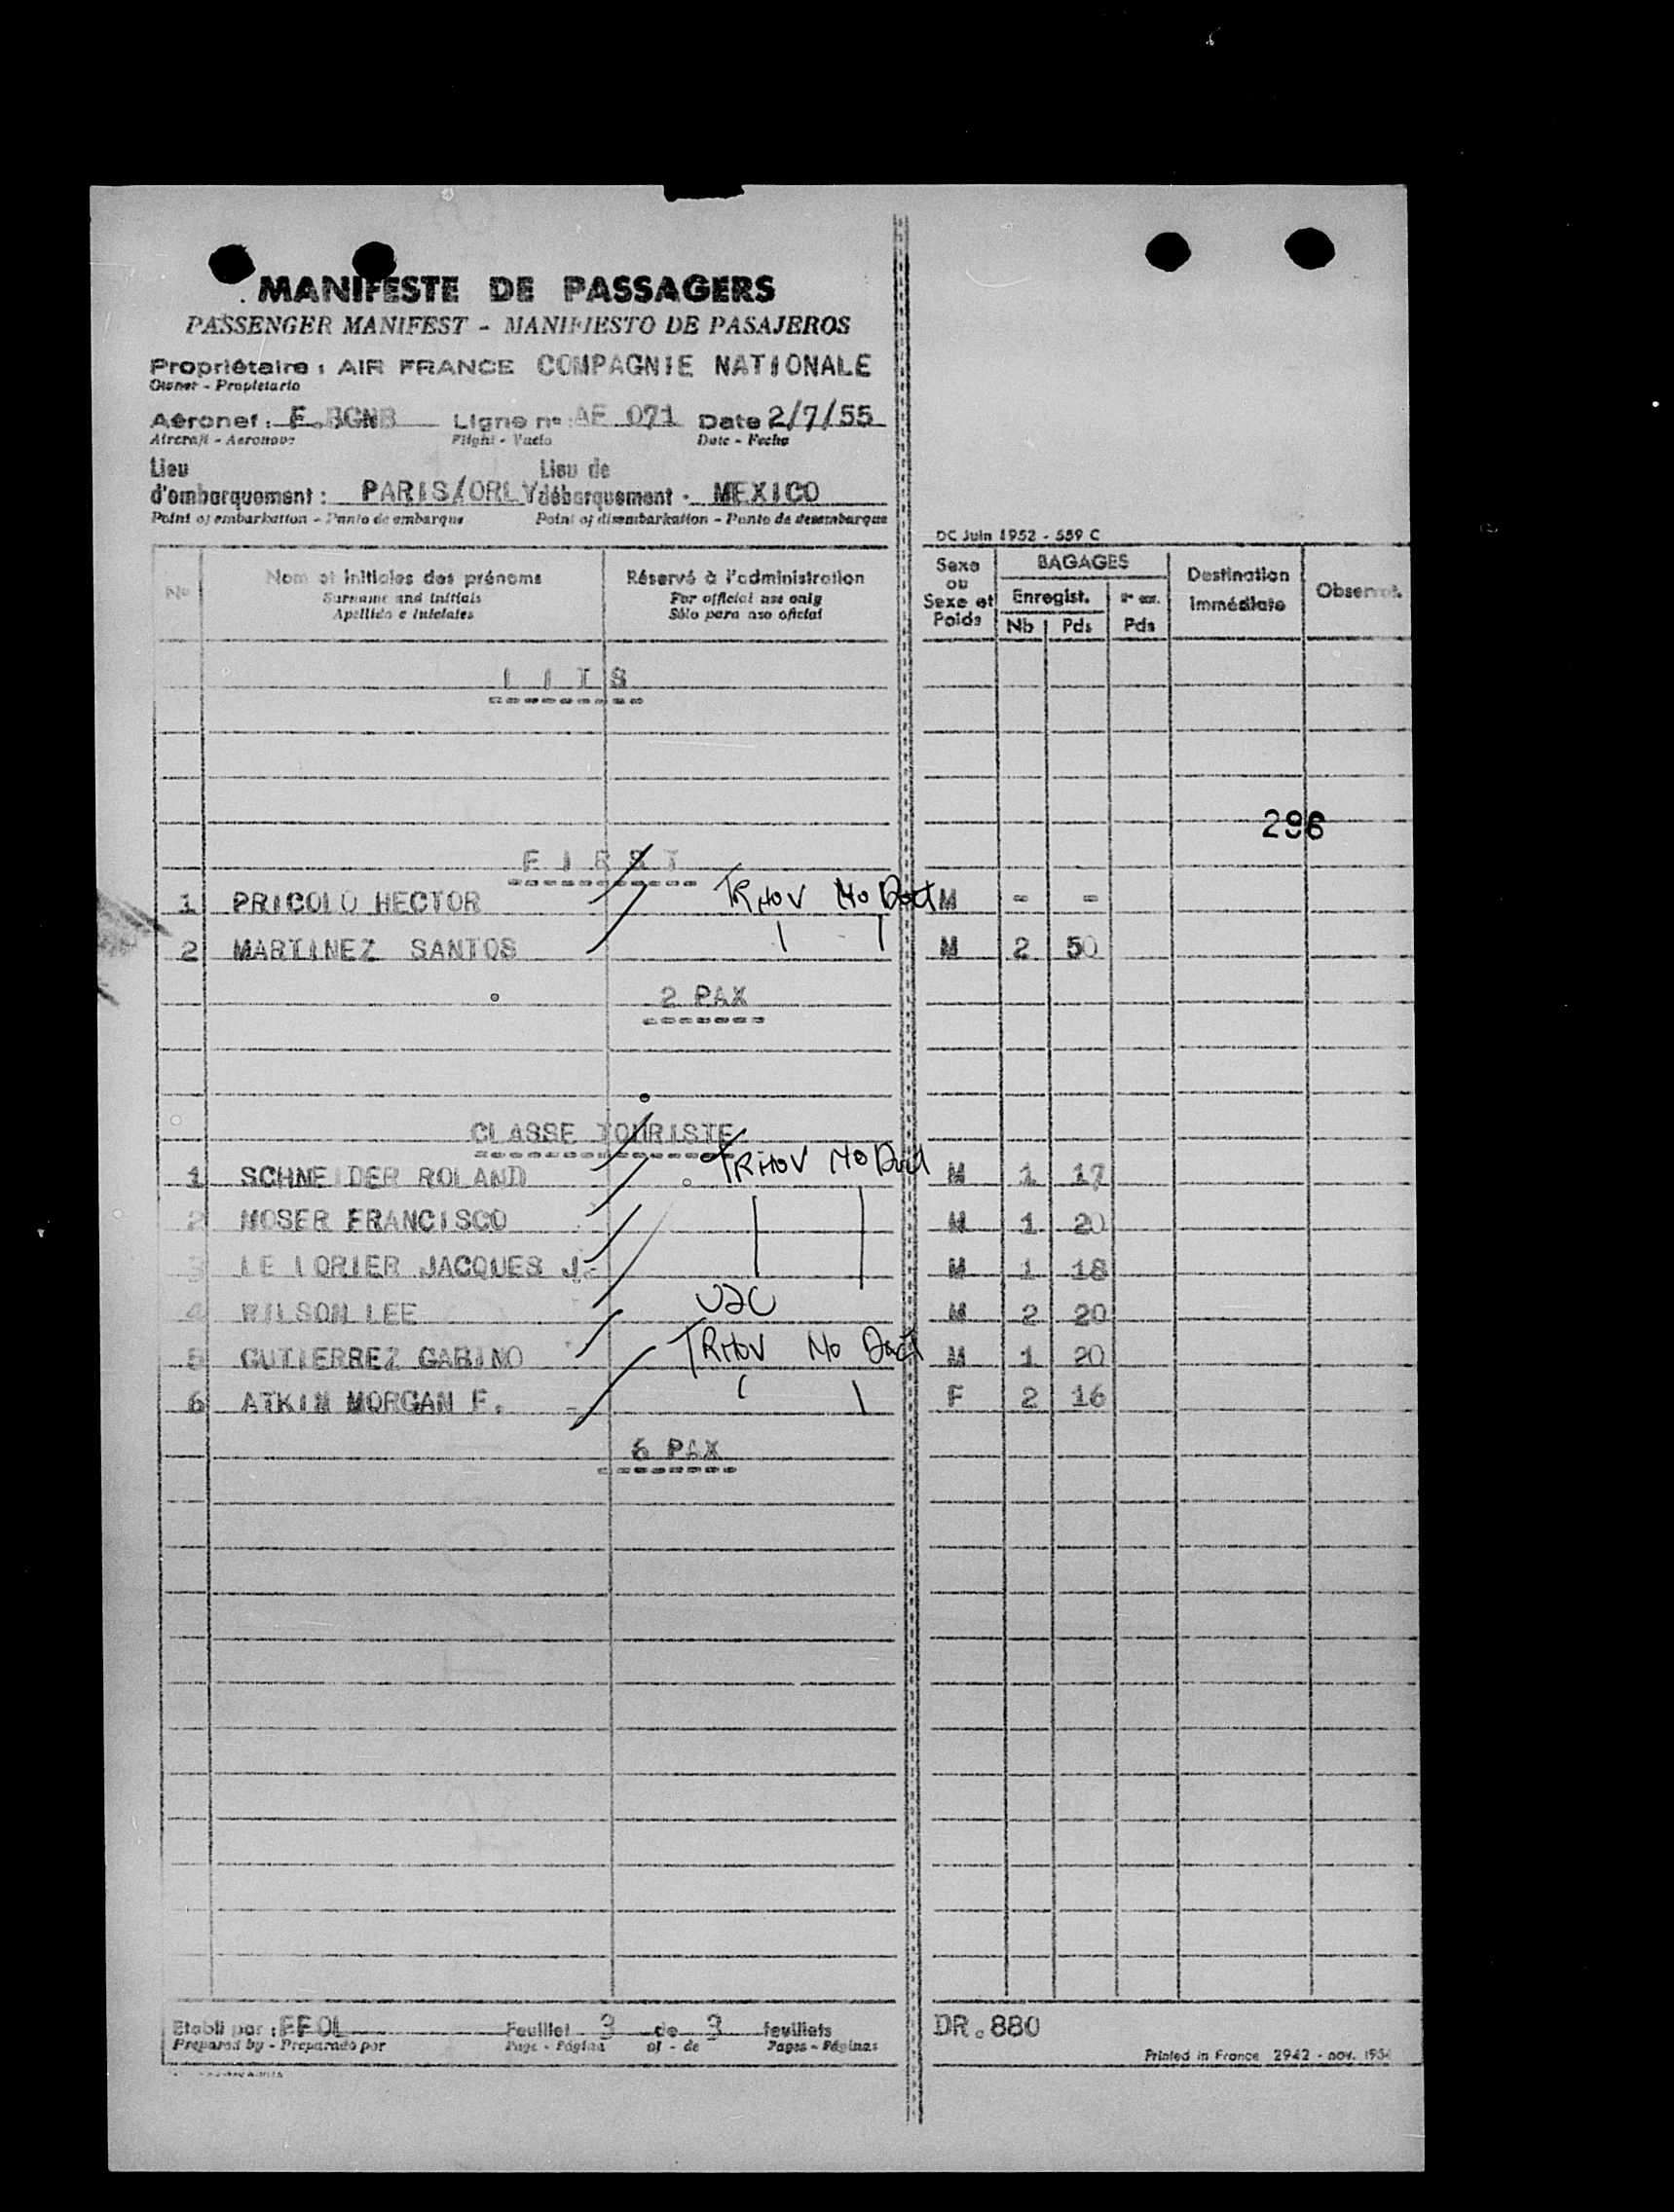 MANIFESTE DE PASSAGERS
PASSENGER MANIFEST - MANIFIESTO DE PASAJEROS
Propriétaire : AIR FRANCE COMPAGNIE NATIONALE
Owner - Propietario
Aéronef : F.BGNB Ligne n° AF 071 Date 2/7/55
Aircraft - Aeronave Flight - Vuelo Date - Fecha
Lieu Lieu de
d'embarquement : PARIS/ORLY débarquement - MEXICO
Point of embarkation - Punto de embarque Point of disembarkation - Punto de desembarque
DC Juin 1952 - 559 C
N° Nom et initiales des prénoms Réservé à l'administration Sexe ou Sexe et Poids BAGAGES Destination immédiate Observat.
Surname and initials For official use only Enregist.
Apellido e iniciales Sólo para uso oficial Nb Pds Pds
LITS
296
FIRST
1 PRICOLO HECTOR TRMOV No Doct M - -
2 MARTINEZ SANTOS M 2 50
2 PAX
CLASSE TOURISTE
1 SCHNEIDER ROLAND TRMOV No Doct M 1 17
2 MOSER FRANCISCO M 1 20
3 LE LORIER JACQUES J. M 1 18
4 WILSON LEE M 2 20
5 GUTIERREZ GABINO TRMOV No Doct M 1 20
6 ATKIN MORGAN F. F 2 16
6 PAX
Etabli par : Feuillet 3 de 3 feuillets DR.880
Prepared by - Preparado por Page - Página of - de Pages - Páginas
Printed in France 2942 - nov. 1954